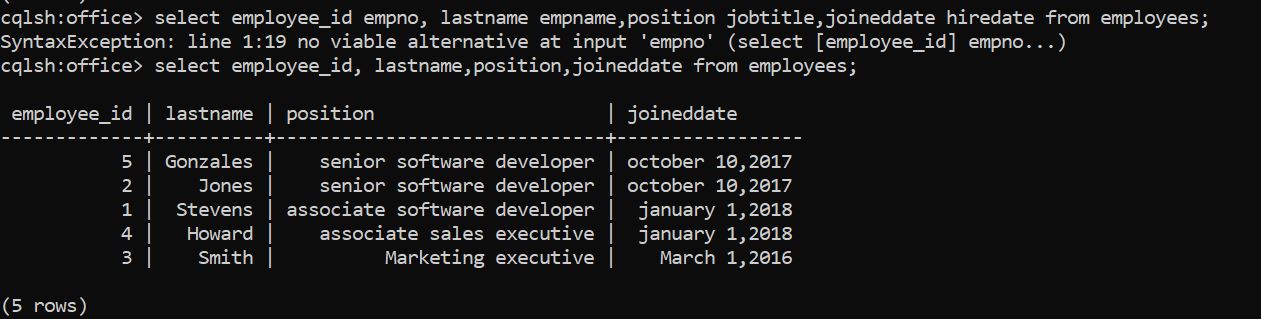 cqlsh:office> select employee_id empno, lastname empname,position jobtitle,joineddate hiredate from employees;
SyntaxException: line 1:19 no viable alternative at input 'empno' (select [employee_id] empno...)
cqlsh:office> select employee_id, lastname,position,joineddate from employees;

 employee_id | lastname | position                     | joineddate
-------------+----------+------------------------------+-----------------
           5 | Gonzales |    senior software developer | october 10,2017
           2 |    Jones |    senior software developer | october 10,2017
           1 |  Stevens | associate software developer |  january 1,2018
           4 |   Howard |    associate sales executive |  january 1,2018
           3 |    Smith |          Marketing executive |    March 1,2016

(5 rows)